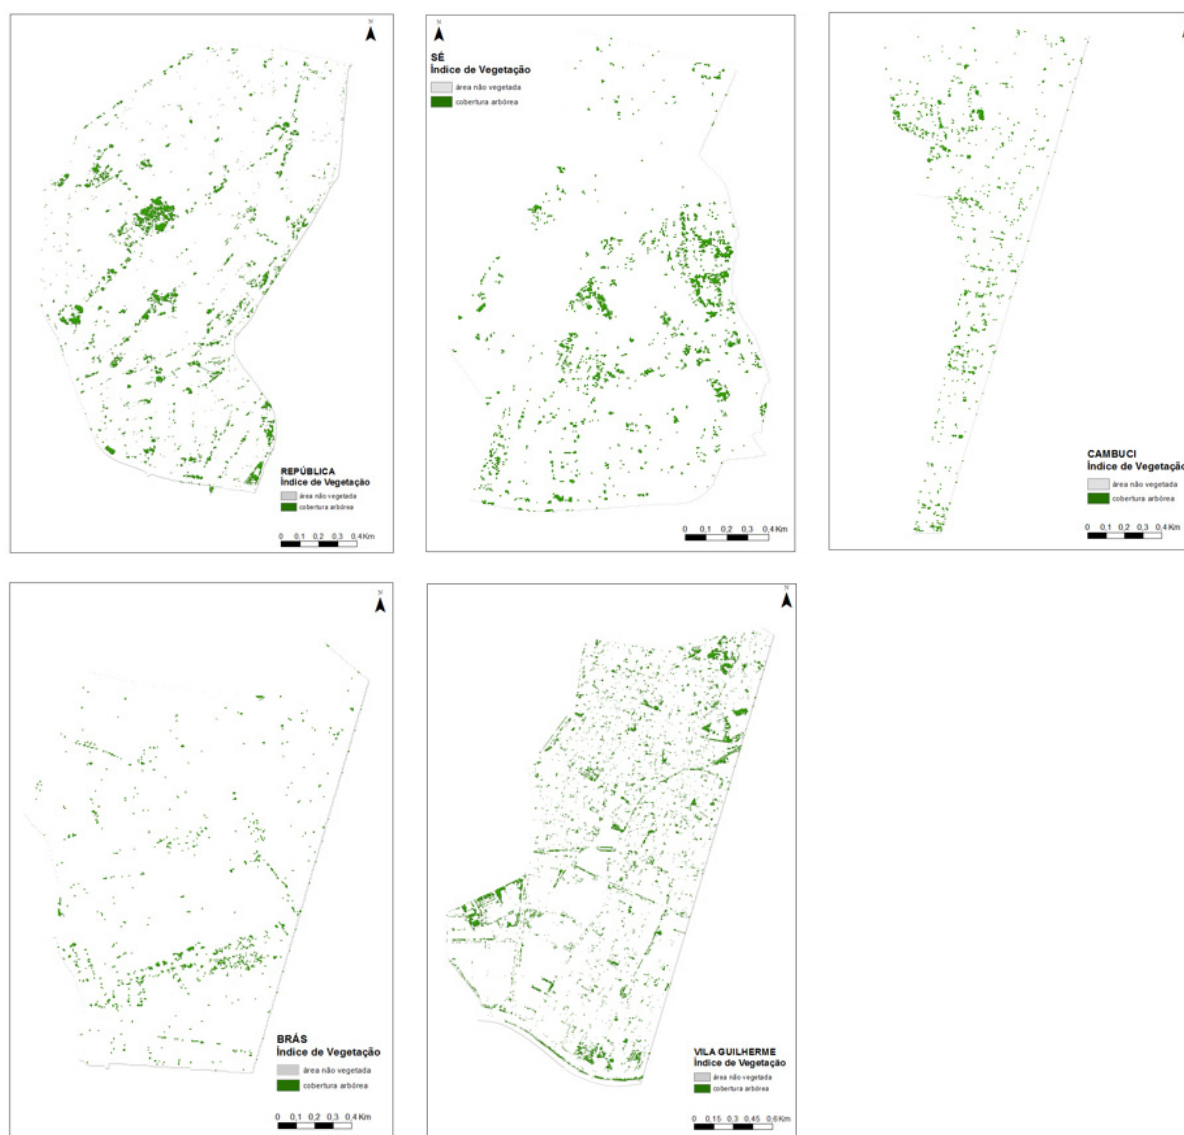 N
REPÚBLICA
Índice de Vegetação
área não vegetada
cobertura arbórea
0 0,1 0,2 0,3 0,4 Km
N
SÉ
Índice de Vegetação
área não vegetada
cobertura arbórea
0 0,1 0,2 0,3 0,4 Km
CAMBUCI
Índice de Vegetação
área não vegetada
cobertura arbórea
0 0,1 0,2 0,3 0,4
N
BRÁS
Índice de Vegetação
área não vegetada
cobertura arbórea
0 0,1 0,2 0,3 0,4 Km
N
VILA GUILHERME
Índice de Vegetação
área não vegetada
cobertura arbórea
0 0,15 0,3 0,45 0,6 Km